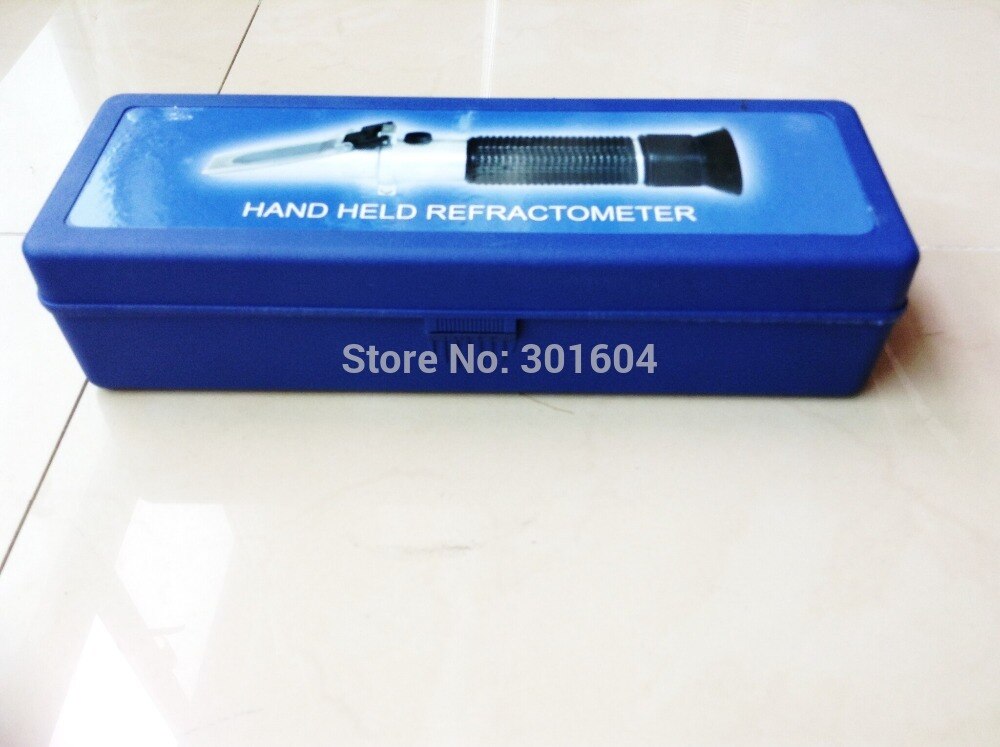 HAND HELD REFRACTOMETER
Store No: 301604